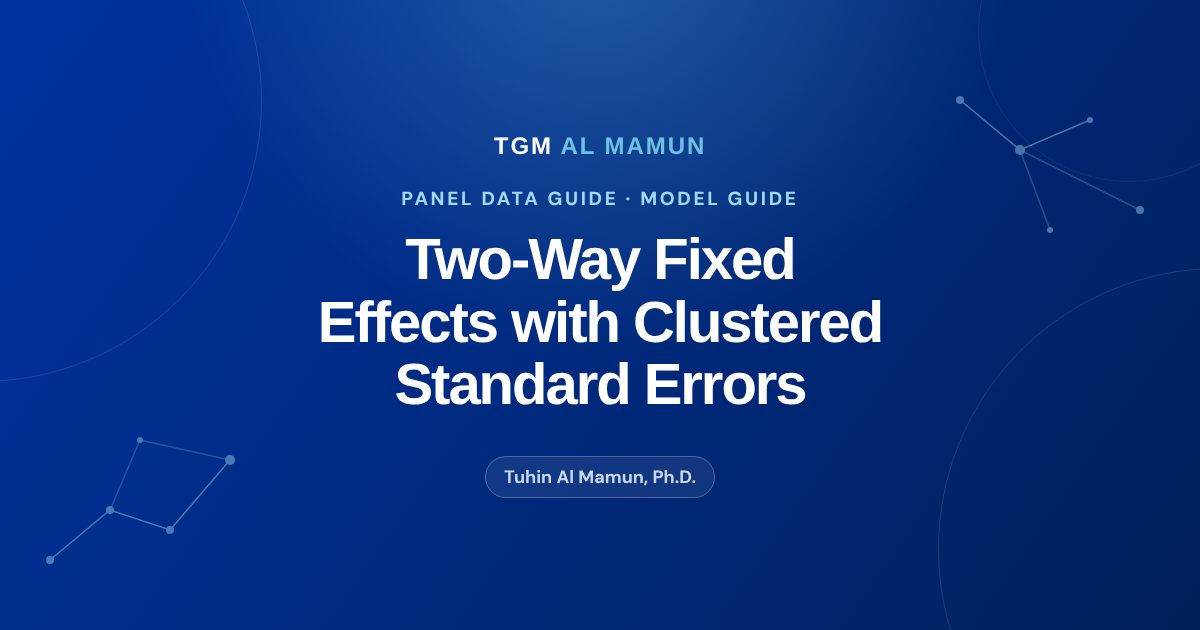 TGM AL MAMUN
PANEL DATA GUIDE · MODEL GUIDE
Two-Way Fixed
Effects with Clustered
Standard Errors
Tuhin Al Mamun, Ph.D.